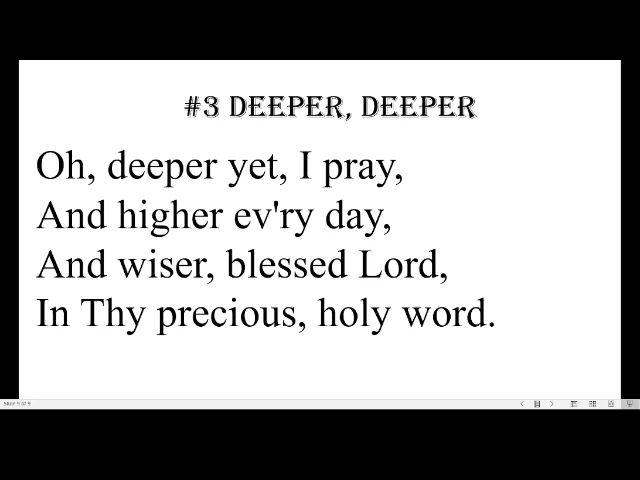 #3 DEEPER, DEEPER
Oh, deeper yet, I pray,
And higher ev'ry day,
And wiser, blessed Lord,
In Thy precious, holy word.